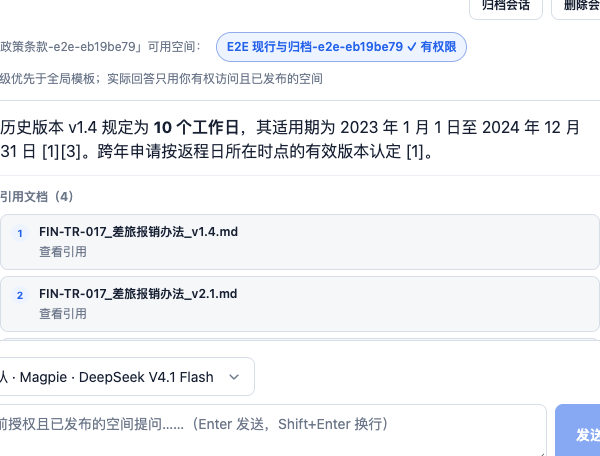 归档会话 删除会
政策条款-e2e-eb19be79」可用空间： E2E 现行与归档-e2e-eb19be79 ✓ 有权限
级优先于全局模板；实际回答只用你有权访问且已发布的空间
历史版本 v1.4 规定为 10 个工作日，其适用期为 2023 年 1 月 1 日至 2024 年 12 月
31 日 [1][3]。跨年申请按返程日所在时点的有效版本认定 [1]。
引用文档（4）
1 FIN-TR-017_差旅报销办法_v1.4.md
查看引用
2 FIN-TR-017_差旅报销办法_v2.1.md
查看引用
认 · Magpie · DeepSeek V4.1 Flash
前授权且已发布的空间提问……（Enter 发送，Shift+Enter 换行） 发送